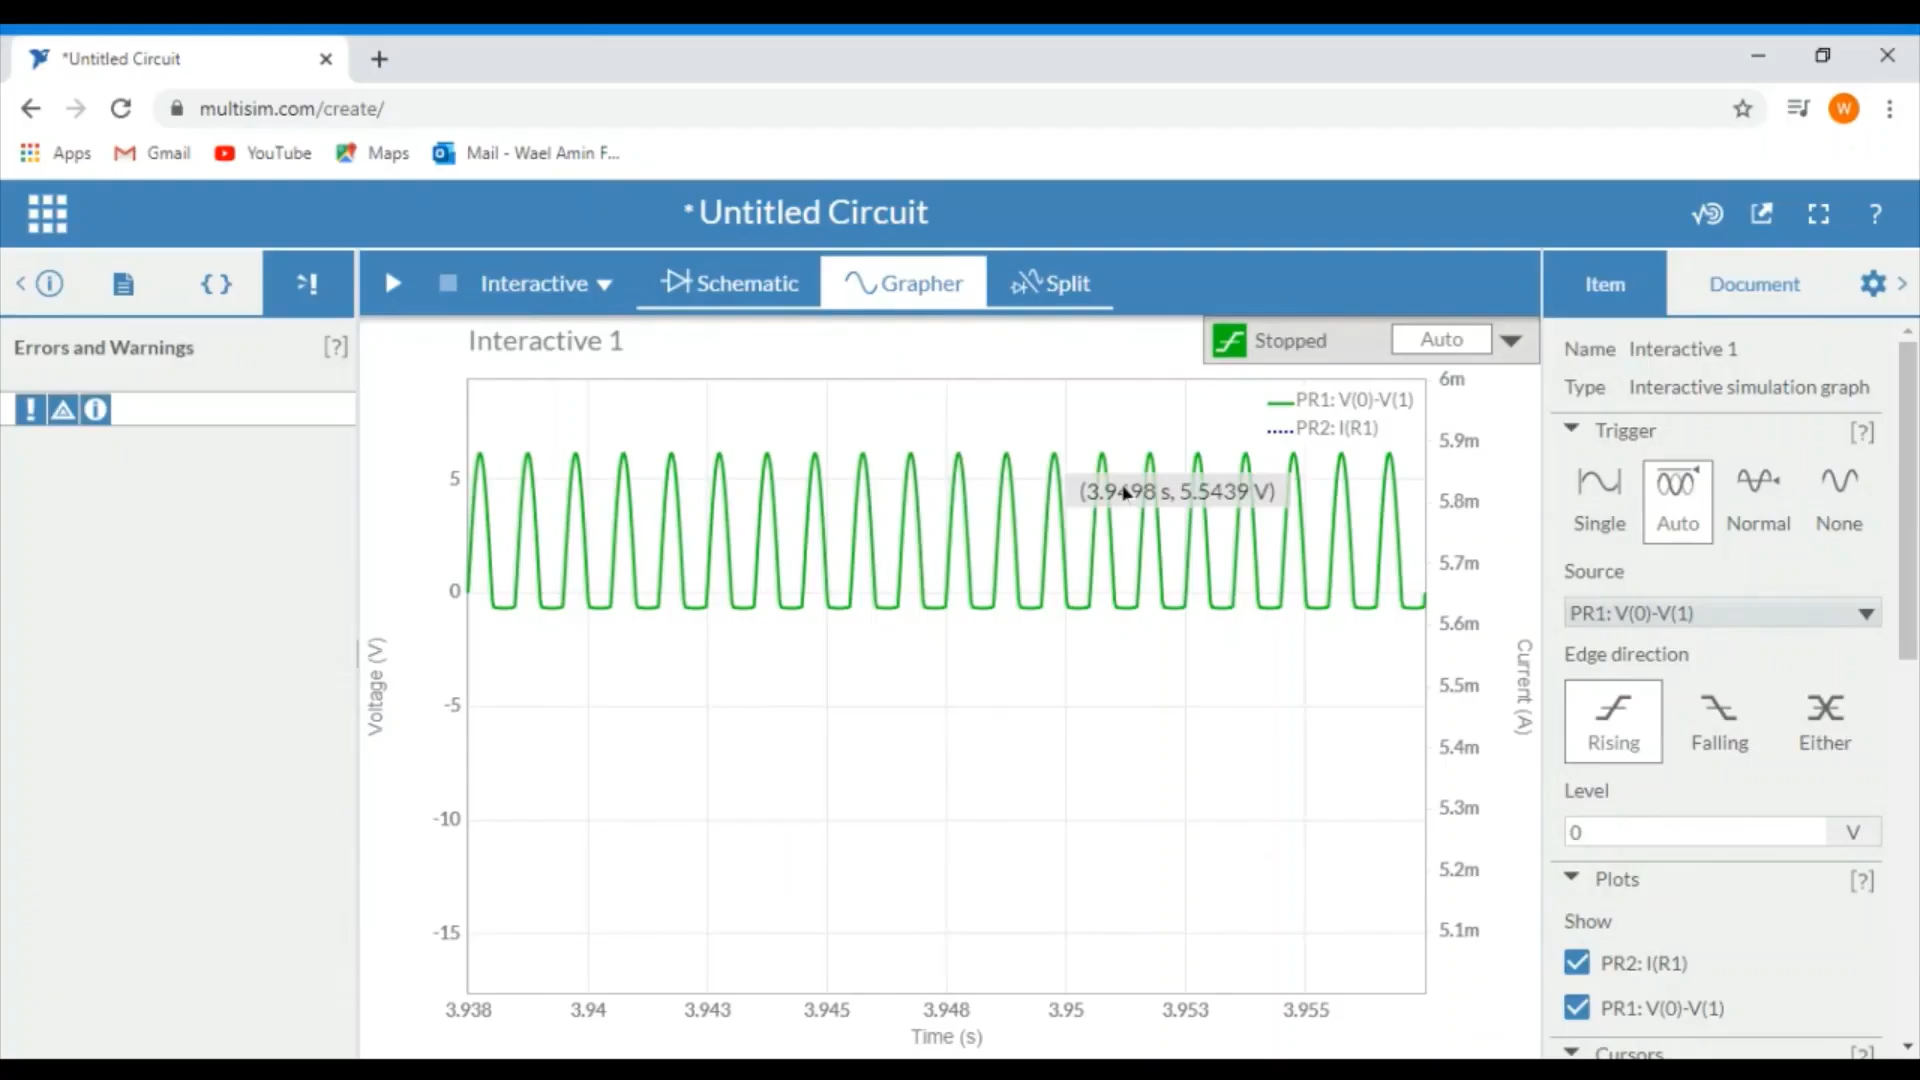 *Untitled Circuit
multisim.com/create/
W
Apps
Gmail
YouTube
Maps
Mail - Wael Amin F...
* Untitled Circuit
?
Interactive
Schematic
Grapher
Split
Item
Document
Errors and Warnings
[?]
Interactive 1
Stopped
Auto
PR1: V(0)-V(1)
PR2: I(R1)
5
0
-5
-10
-15
Voltage (V)
(3.9498 s, 5.5439 V)
6m
5.9m
5.8m
5.7m
5.6m
5.5m
5.4m
5.3m
5.2m
5.1m
Current (A)
3.938
3.94
3.943
3.945
3.948
3.95
3.953
3.955
Time (s)
Name Interactive 1
Type Interactive simulation graph
Trigger
[?]
Single
Auto
Normal
None
Source
PR1: V(0)-V(1)
Edge direction
Rising
Falling
Either
Level
0
V
Plots
[?]
Show
PR2: I(R1)
PR1: V(0)-V(1)
Cursors
[?]